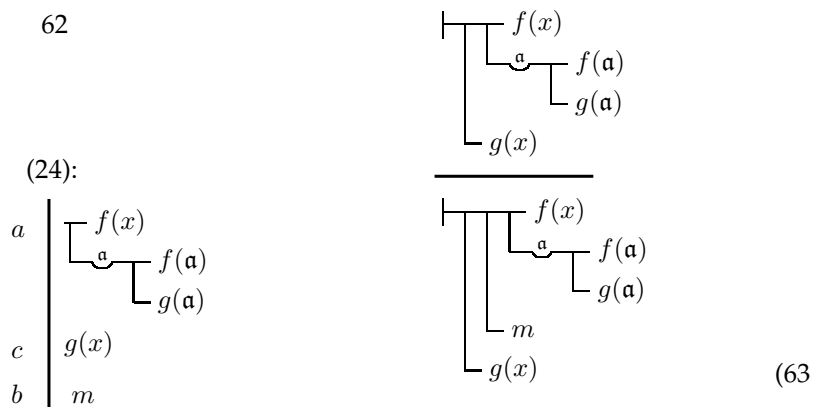 62
f(x)
𝔞 f(𝔞)
g(𝔞)
g(x)
(24):
a f(x)
𝔞 f(𝔞)
g(𝔞)
c g(x)
b m
f(x)
𝔞 f(𝔞)
g(𝔞)
m
g(x)
(63